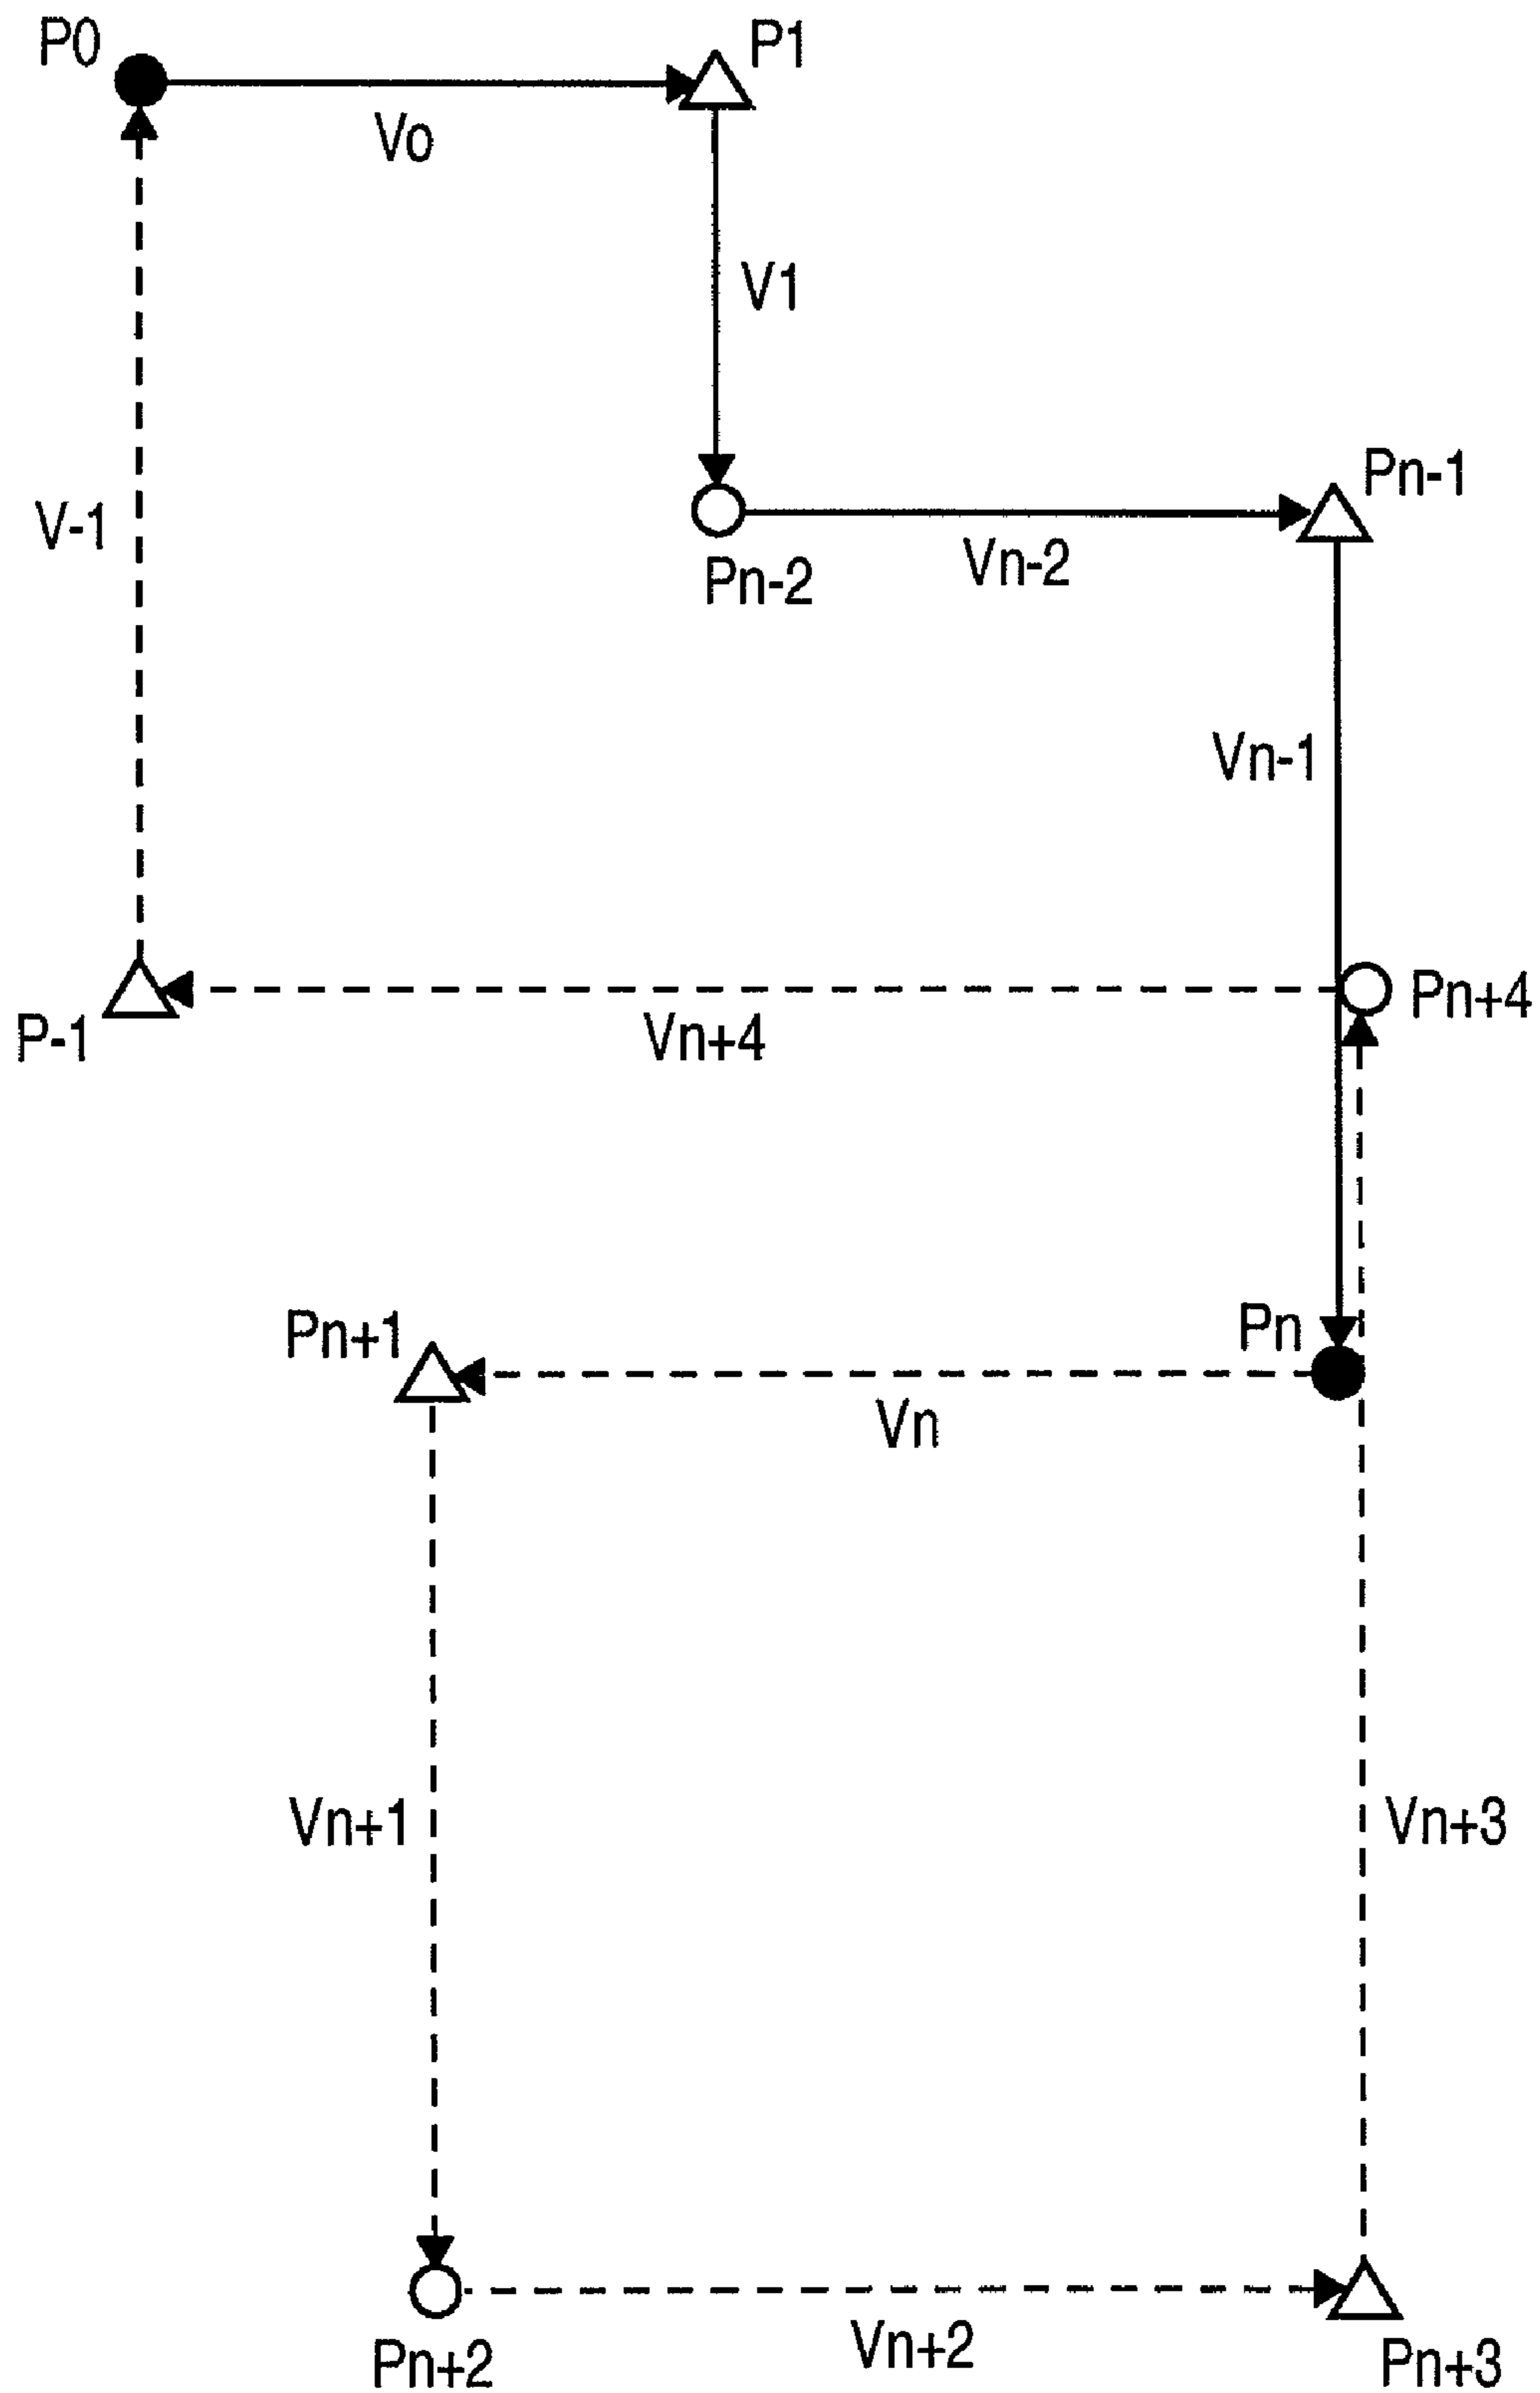 P0
P1
Vo
V1
Pn-1
V-1
Vn-2
Pn-2
Vn-1
Pn+4
P-1
Vn+4
Pn+1
Pn
Vn
Vn+1
Vn+3
Vn+2
Pn+2
Pn+3